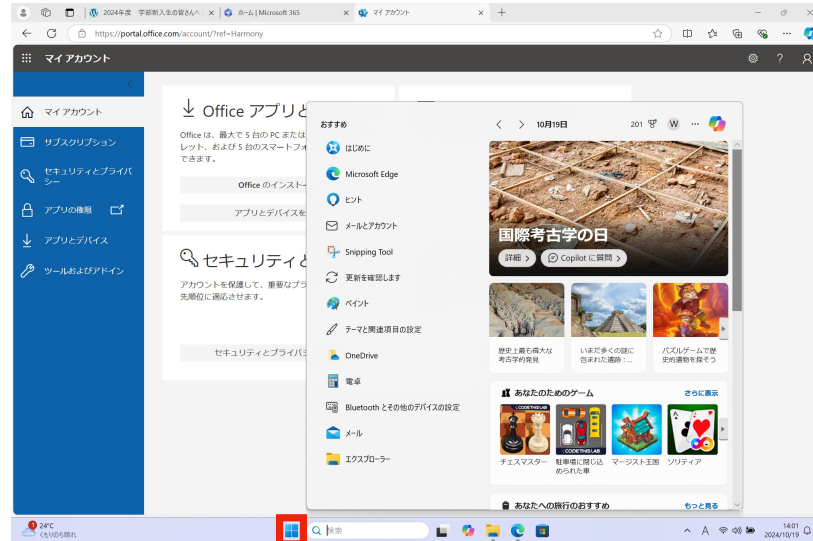 2024年度 学部新入生の皆さんへ
ホーム | Microsoft 365
マイ アカウント
https://portal.office.com/account/?ref=Harmony
マイ アカウント
マイ アカウント
サブスクリプション
セキュリティとプライバ
シー
アプリの権限
アプリとデバイス
ツールおよびアドイン
Office アプリと
Office は、最大で 5 台の PC または
レット、および 5 台のスマートフォ
できます。
Office のインスト
アプリとデバイスを
セキュリティと
アカウントを保護して、重要なプラ
先順位に適応させます。
セキュリティとプライバシ
おすすめ
はじめに
Microsoft Edge
ヒント
メールとアカウント
Snipping Tool
更新を確認します
ペイント
テーマと関連項目の設定
OneDrive
電卓
Bluetooth とその他のデバイスの設定
メール
エクスプローラー
10月19日
201
W
国際考古学の日
詳細
Copilot に質問
歴史上最も偉大な
考古学的発見
いまだ多くの謎に
包まれた遺跡：...
パズルゲームで歴
史的遺物を探そう
あなたのためのゲーム
さらに表示
CODETHISLAB
CODETHISLAB
チェスマスター
駐車場に閉じ込
められた車
マージスト王国
ソリティア
あなたへの旅行のおすすめ
もっと見る
1
24°C
くもりのち晴れ
検索
A
14:01
2024/10/19